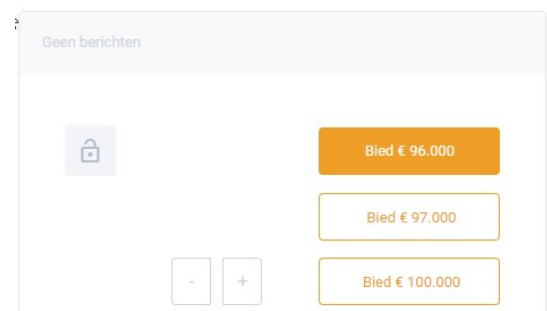 Geen berichten
Bied € 96.000
Bied € 97.000
- +
Bied € 100.000